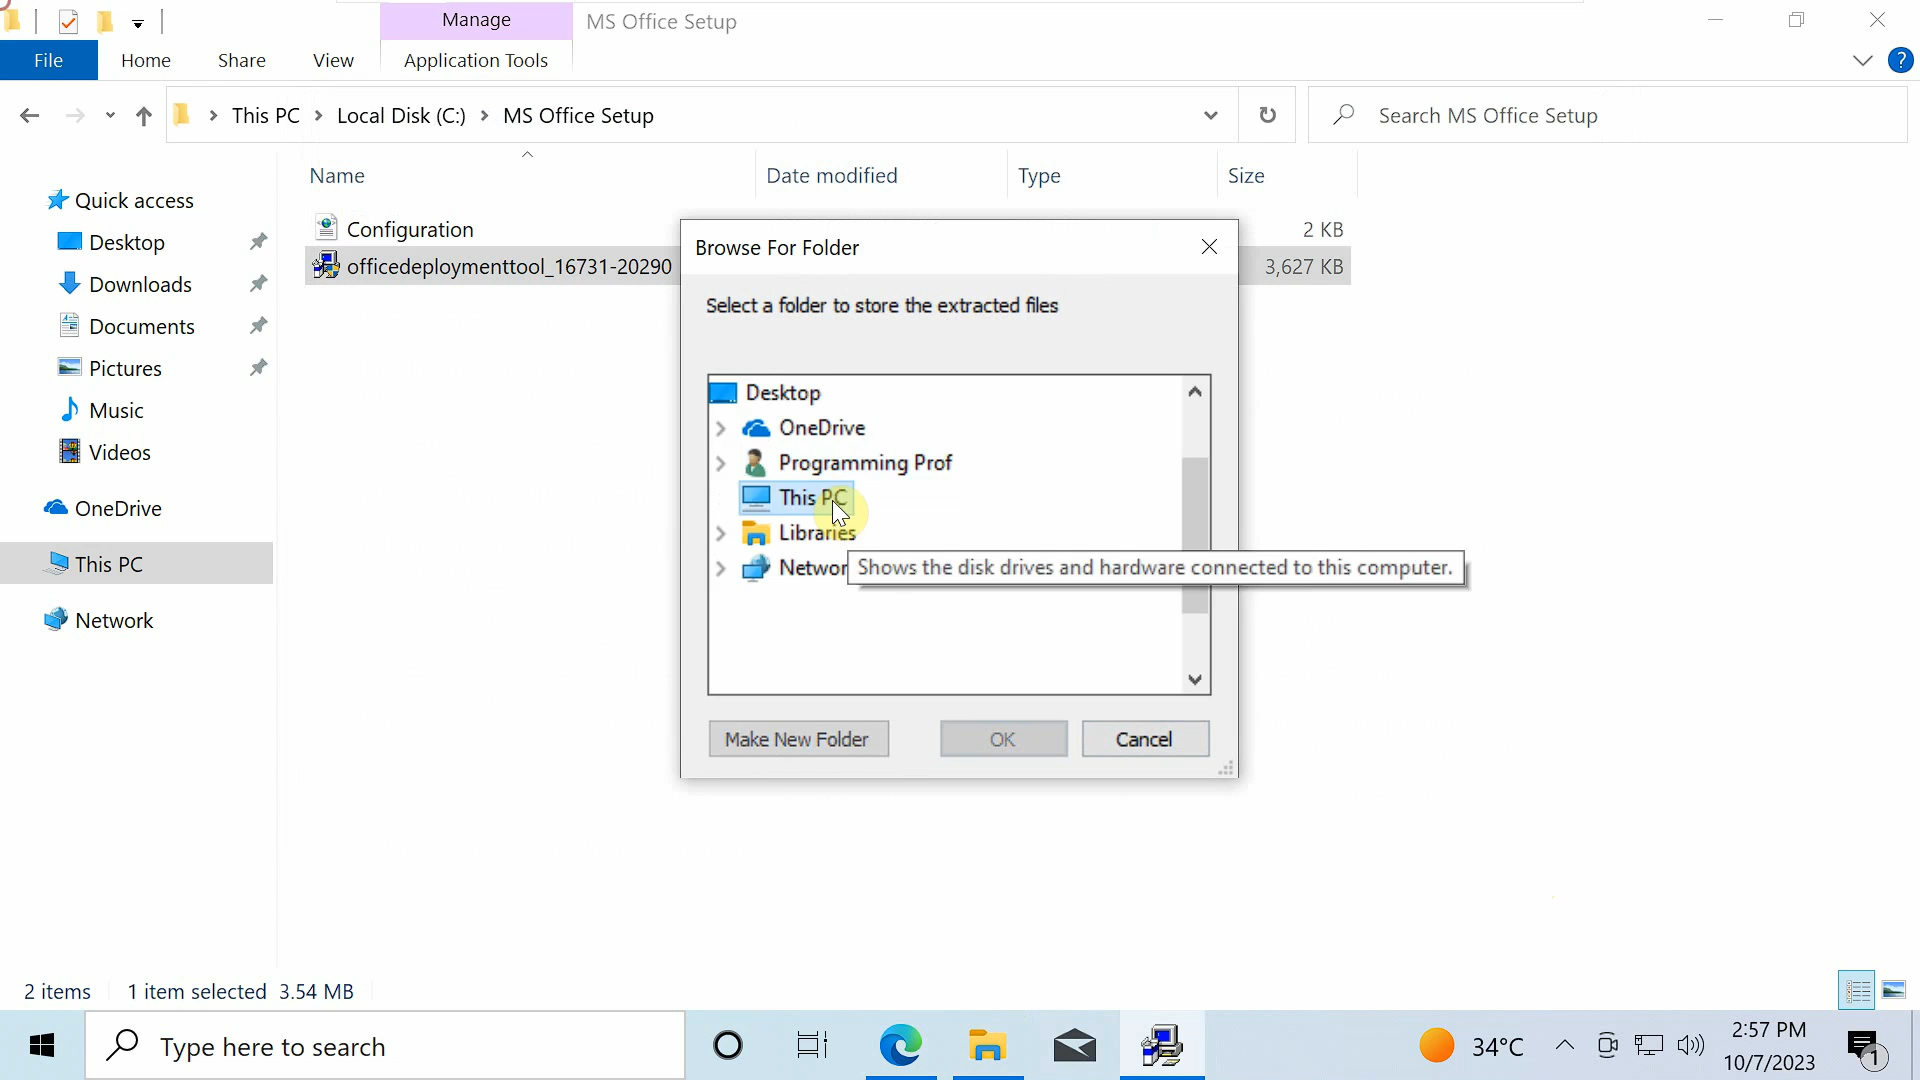 Manage
MS Office Setup
File
Home
Share
View
Application Tools
?
This PC
Local Disk (C:)
MS Office Setup
Search MS Office Setup
Name
Date modified
Type
Size
Quick access
Desktop
Downloads
Documents
Pictures
Music
Videos
OneDrive
This PC
Network
Configuration
2 KB
officedeploymenttool_16731-20290
3,627 KB
Browse For Folder
Select a folder to store the extracted files
Desktop
OneDrive
Programming Prof
This PC
Libraries
Networ
Shows the disk drives and hardware connected to this computer.
Make New Folder
OK
Cancel
2 items
1 item selected 3.54 MB
Type here to search
34°C
2:57 PM
10/7/2023
1